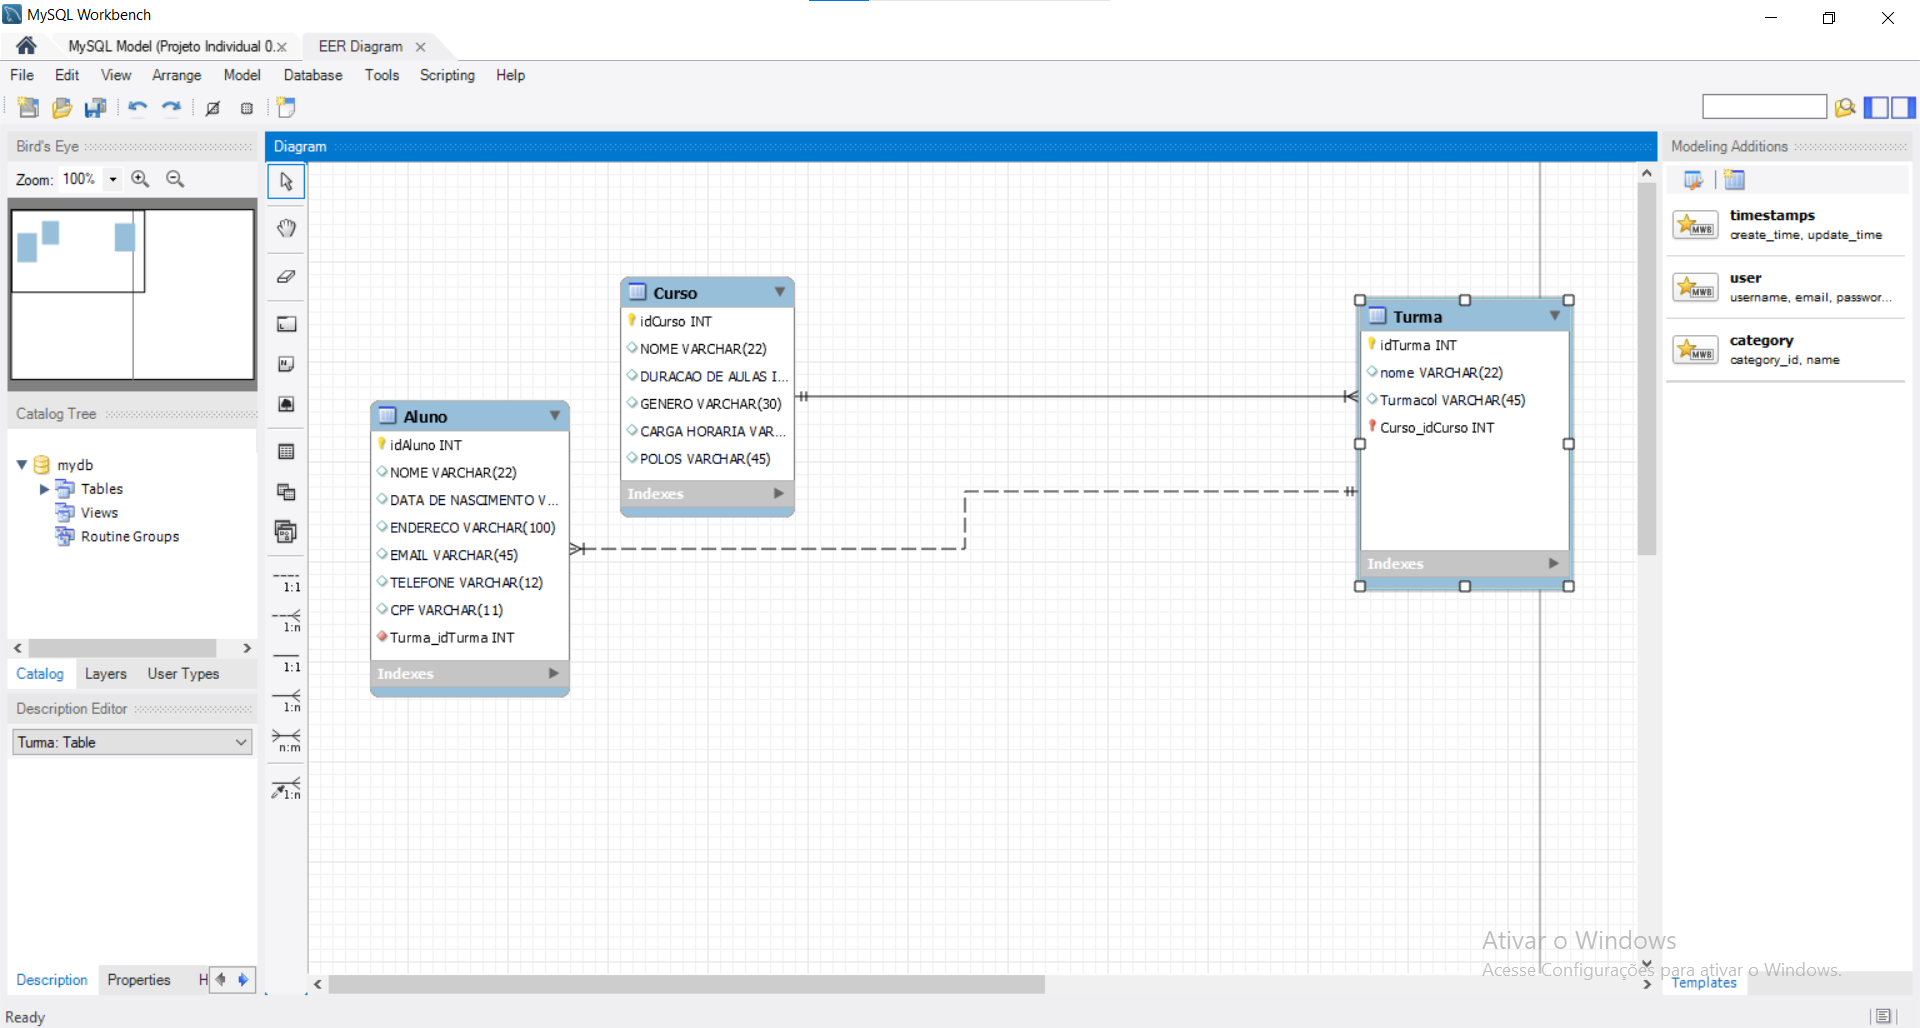 MySQL Workbench
MySQL Model (Projeto Individual 0.×
EER Diagram ×
File Edit View Arrange Model Database Tools Scripting Help
Bird's Eye
Zoom: 100%
Catalog Tree
mydb
Tables
Views
Routine Groups
Catalog Layers User Types
Description Editor
Turma: Table
Description Properties H
Ready
Diagram
1:1
1:n
1:1
1:n
n:m
1:n
Aluno
idAluno INT
NOME VARCHAR(22)
DATA DE NASCIMENTO V...
ENDERECO VARCHAR(100)
EMAIL VARCHAR(45)
TELEFONE VARCHAR(12)
CPF VARCHAR(11)
Turma_idTurma INT
Indexes
Curso
idCurso INT
NOME VARCHAR(22)
DURACAO DE AULAS I...
GENERO VARCHAR(30)
CARGA HORARIA VAR...
POLOS VARCHAR(45)
Indexes
Turma
idTurma INT
nome VARCHAR(22)
Turmacol VARCHAR(45)
Curso_idCurso INT
Indexes
Modeling Additions
MWB
timestamps
create_time, update_time
MWB
user
username, email, passwor...
MWB
category
category_id, name
Ativar o Windows
Acesse Configurações para ativar o Windows.
Templates